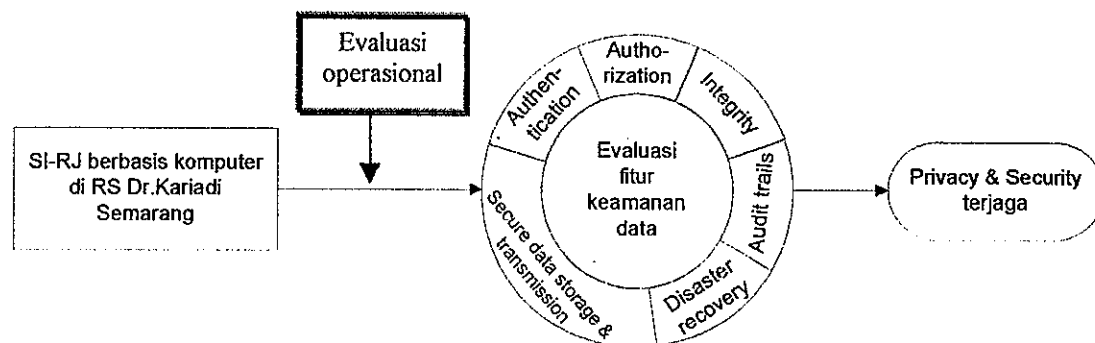 Evaluasi
operasional
SI-RJ berbasis komputer
di RS Dr.Kariadi
Semarang
Authen-
tication
Autho-
rization
Integrity
Audit trails
Disaster
recovery
Secure data storage &
transmission
Evaluasi
fitur
keamanan
data
Privacy & Security
terjaga